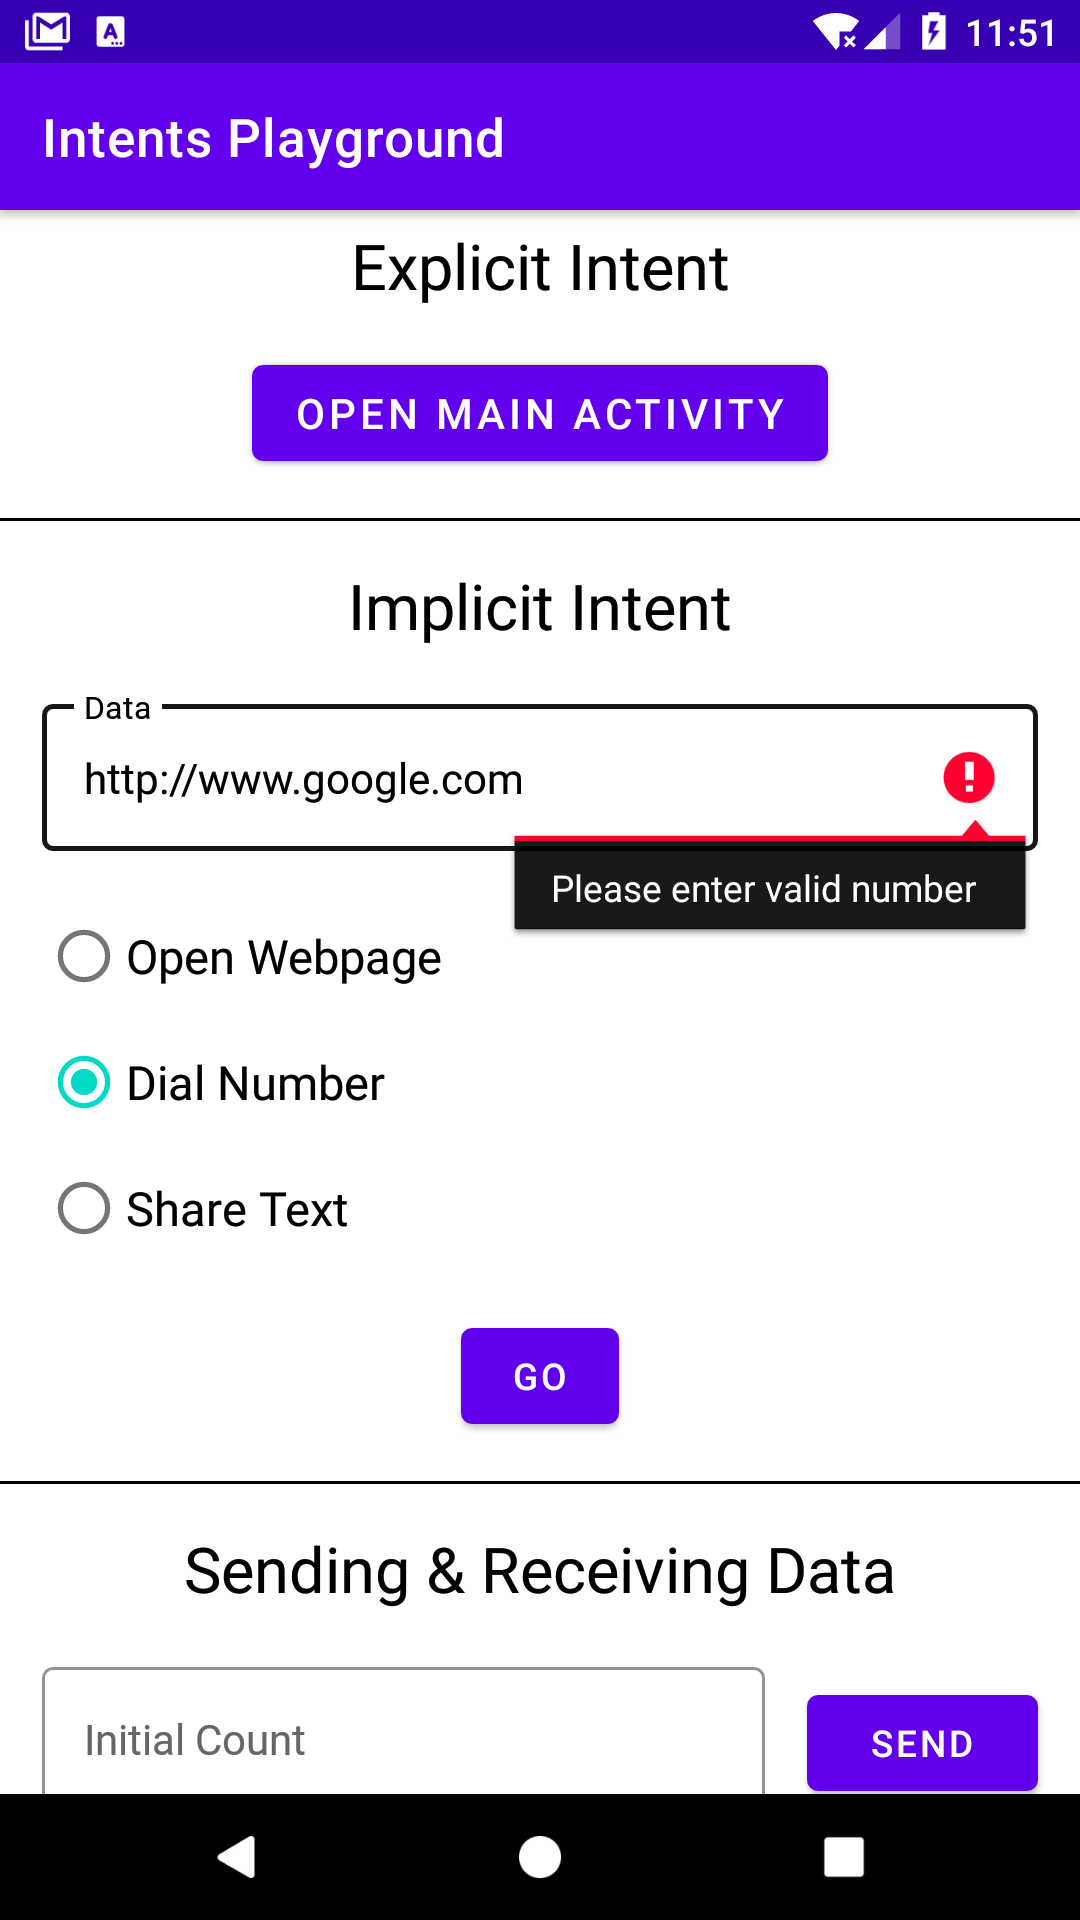 11:51
Intents Playground
Explicit Intent
OPEN MAIN ACTIVITY
Implicit Intent
Data
http://www.google.com
Please enter valid number
Open Webpage
Dial Number
Share Text
GO
Sending & Receiving Data
Initial Count
SEND